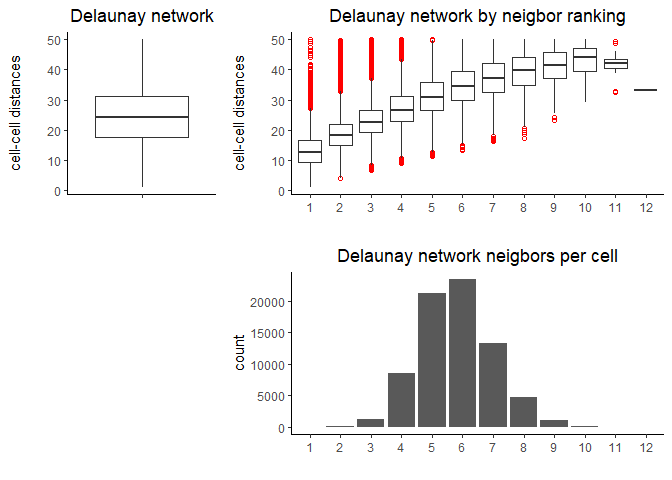 Delaunay network
cell-cell distances
50
40
30
20
10
0
Delaunay network by neigbor ranking
cell-cell distances
50
40
30
20
10
0
1 2 3 4 5 6 7 8 9 10 11 12
Delaunay network neigbors per cell
count
20000
15000
10000
5000
0
1 2 3 4 5 6 7 8 9 10 11 12